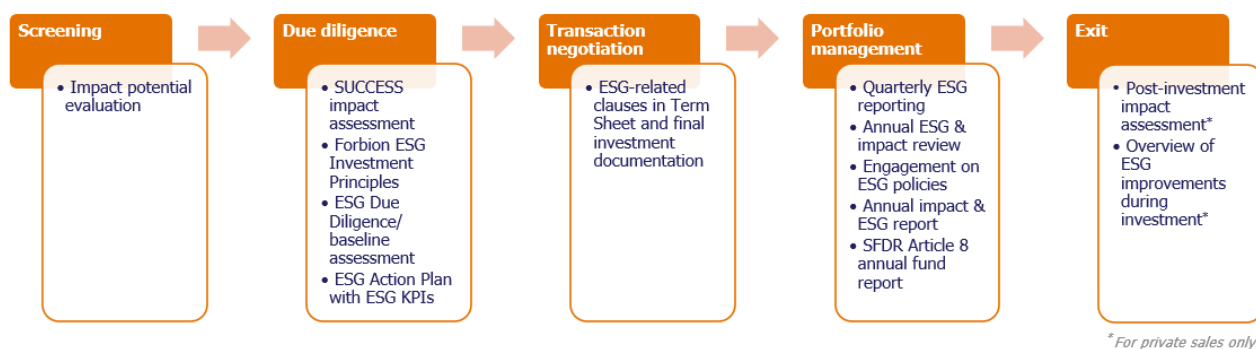 Screening
• Impact potential
evaluation
Due diligence
• SUCCESS
impact
assessment
• Forbion ESG
Investment
Principles
• ESG Due
Diligence/
baseline
assessment
• ESG Action Plan
with ESG KPIs
Transaction
negotiation
• ESG-related
clauses in Term
Sheet and final
investment
documentation
Portfolio
management
• Quarterly ESG
reporting
• Annual ESG &
impact review
• Engagement on
ESG policies
• Annual impact &
ESG report
• SFDR Article 8
annual fund
report
Exit
• Post-investment
impact
assessment*
• Overview of
ESG
improvements
during
investment*
* For private sales only